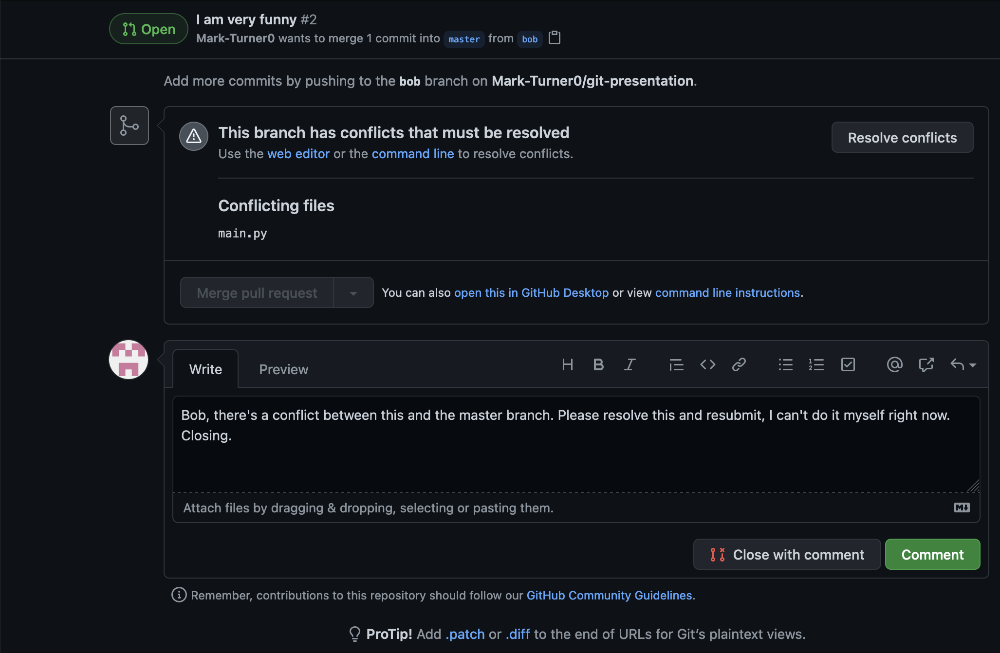 Open
I am very funny #2
Mark-Turner0 wants to merge 1 commit into master from bob
Add more commits by pushing to the bob branch on Mark-Turner0/git-presentation.
This branch has conflicts that must be resolved
Use the web editor or the command line to resolve conflicts.
Resolve conflicts
Conflicting files
main.py
Merge pull request
You can also open this in GitHub Desktop or view command line instructions.
Write
Preview
Bob, there's a conflict between this and the master branch. Please resolve this and resubmit, I can't do it myself right now.
Closing.
Attach files by dragging & dropping, selecting or pasting them.
Close with comment
Comment
Remember, contributions to this repository should follow our GitHub Community Guidelines.
ProTip! Add .patch or .diff to the end of URLs for Git’s plaintext views.